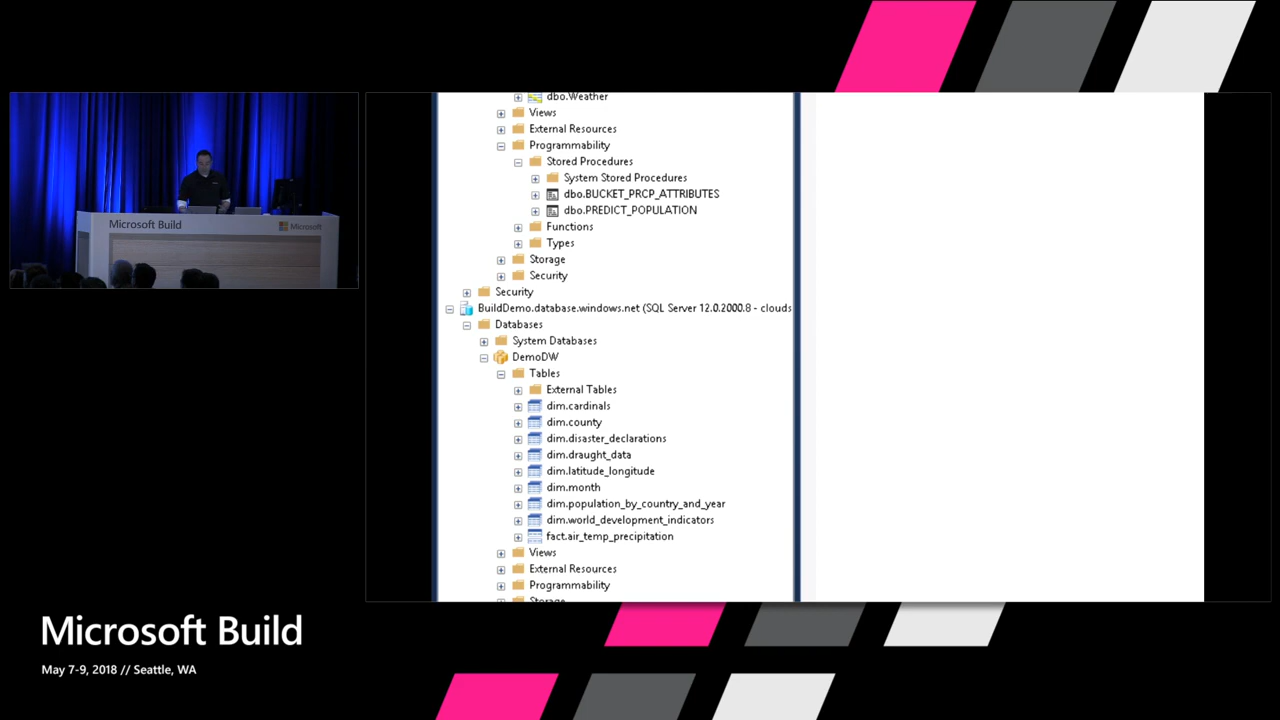 dbo.Weather
Views
External Resources
Programmability
Stored Procedures
System Stored Procedures
dbo.BUCKET_PRCP_ATTRIBUTES
dbo.PREDICT_POPULATION
Functions
Types
Storage
Security
Security
BuildDemo.database.windows.net (SQL Server 12.0.2000.8 - clouds
Databases
System Databases
DemoDW
Tables
External Tables
dim.cardinals
dim.county
dim.disaster_declarations
dim.draught_data
dim.latitude_longitude
dim.month
dim.population_by_country_and_year
dim.world_development_indicators
fact.air_temp_precipitation
Views
External Resources
Programmability
Storage
Microsoft Build
Microsoft
Microsoft Build
May 7-9, 2018 // Seattle, WA